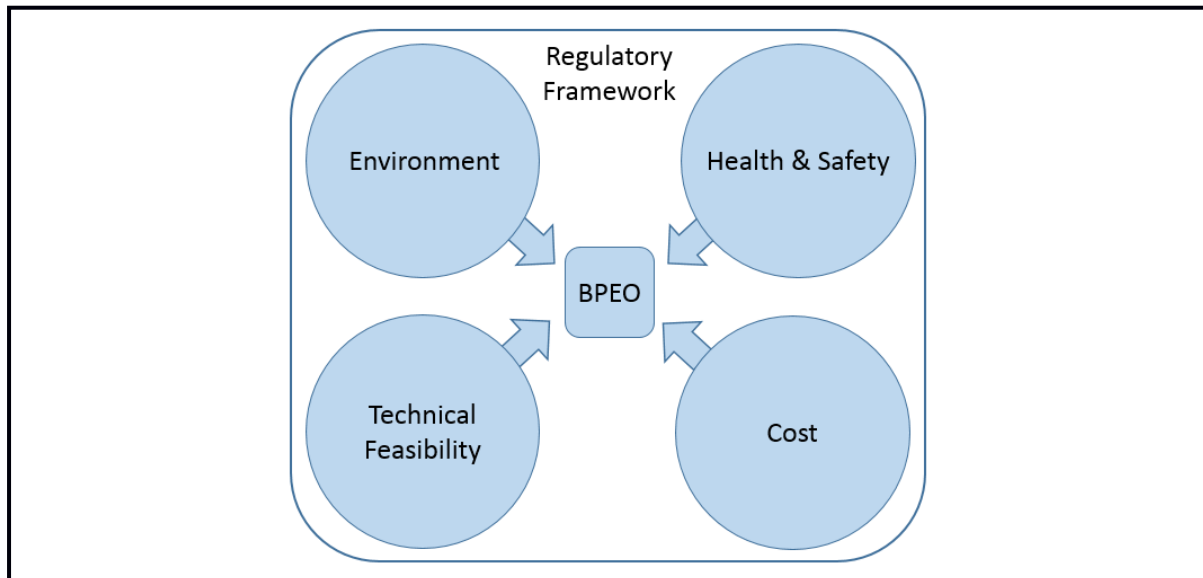 Regulatory
Framework
Environment
Health & Safety
BPEO
Technical
Feasibility
Cost